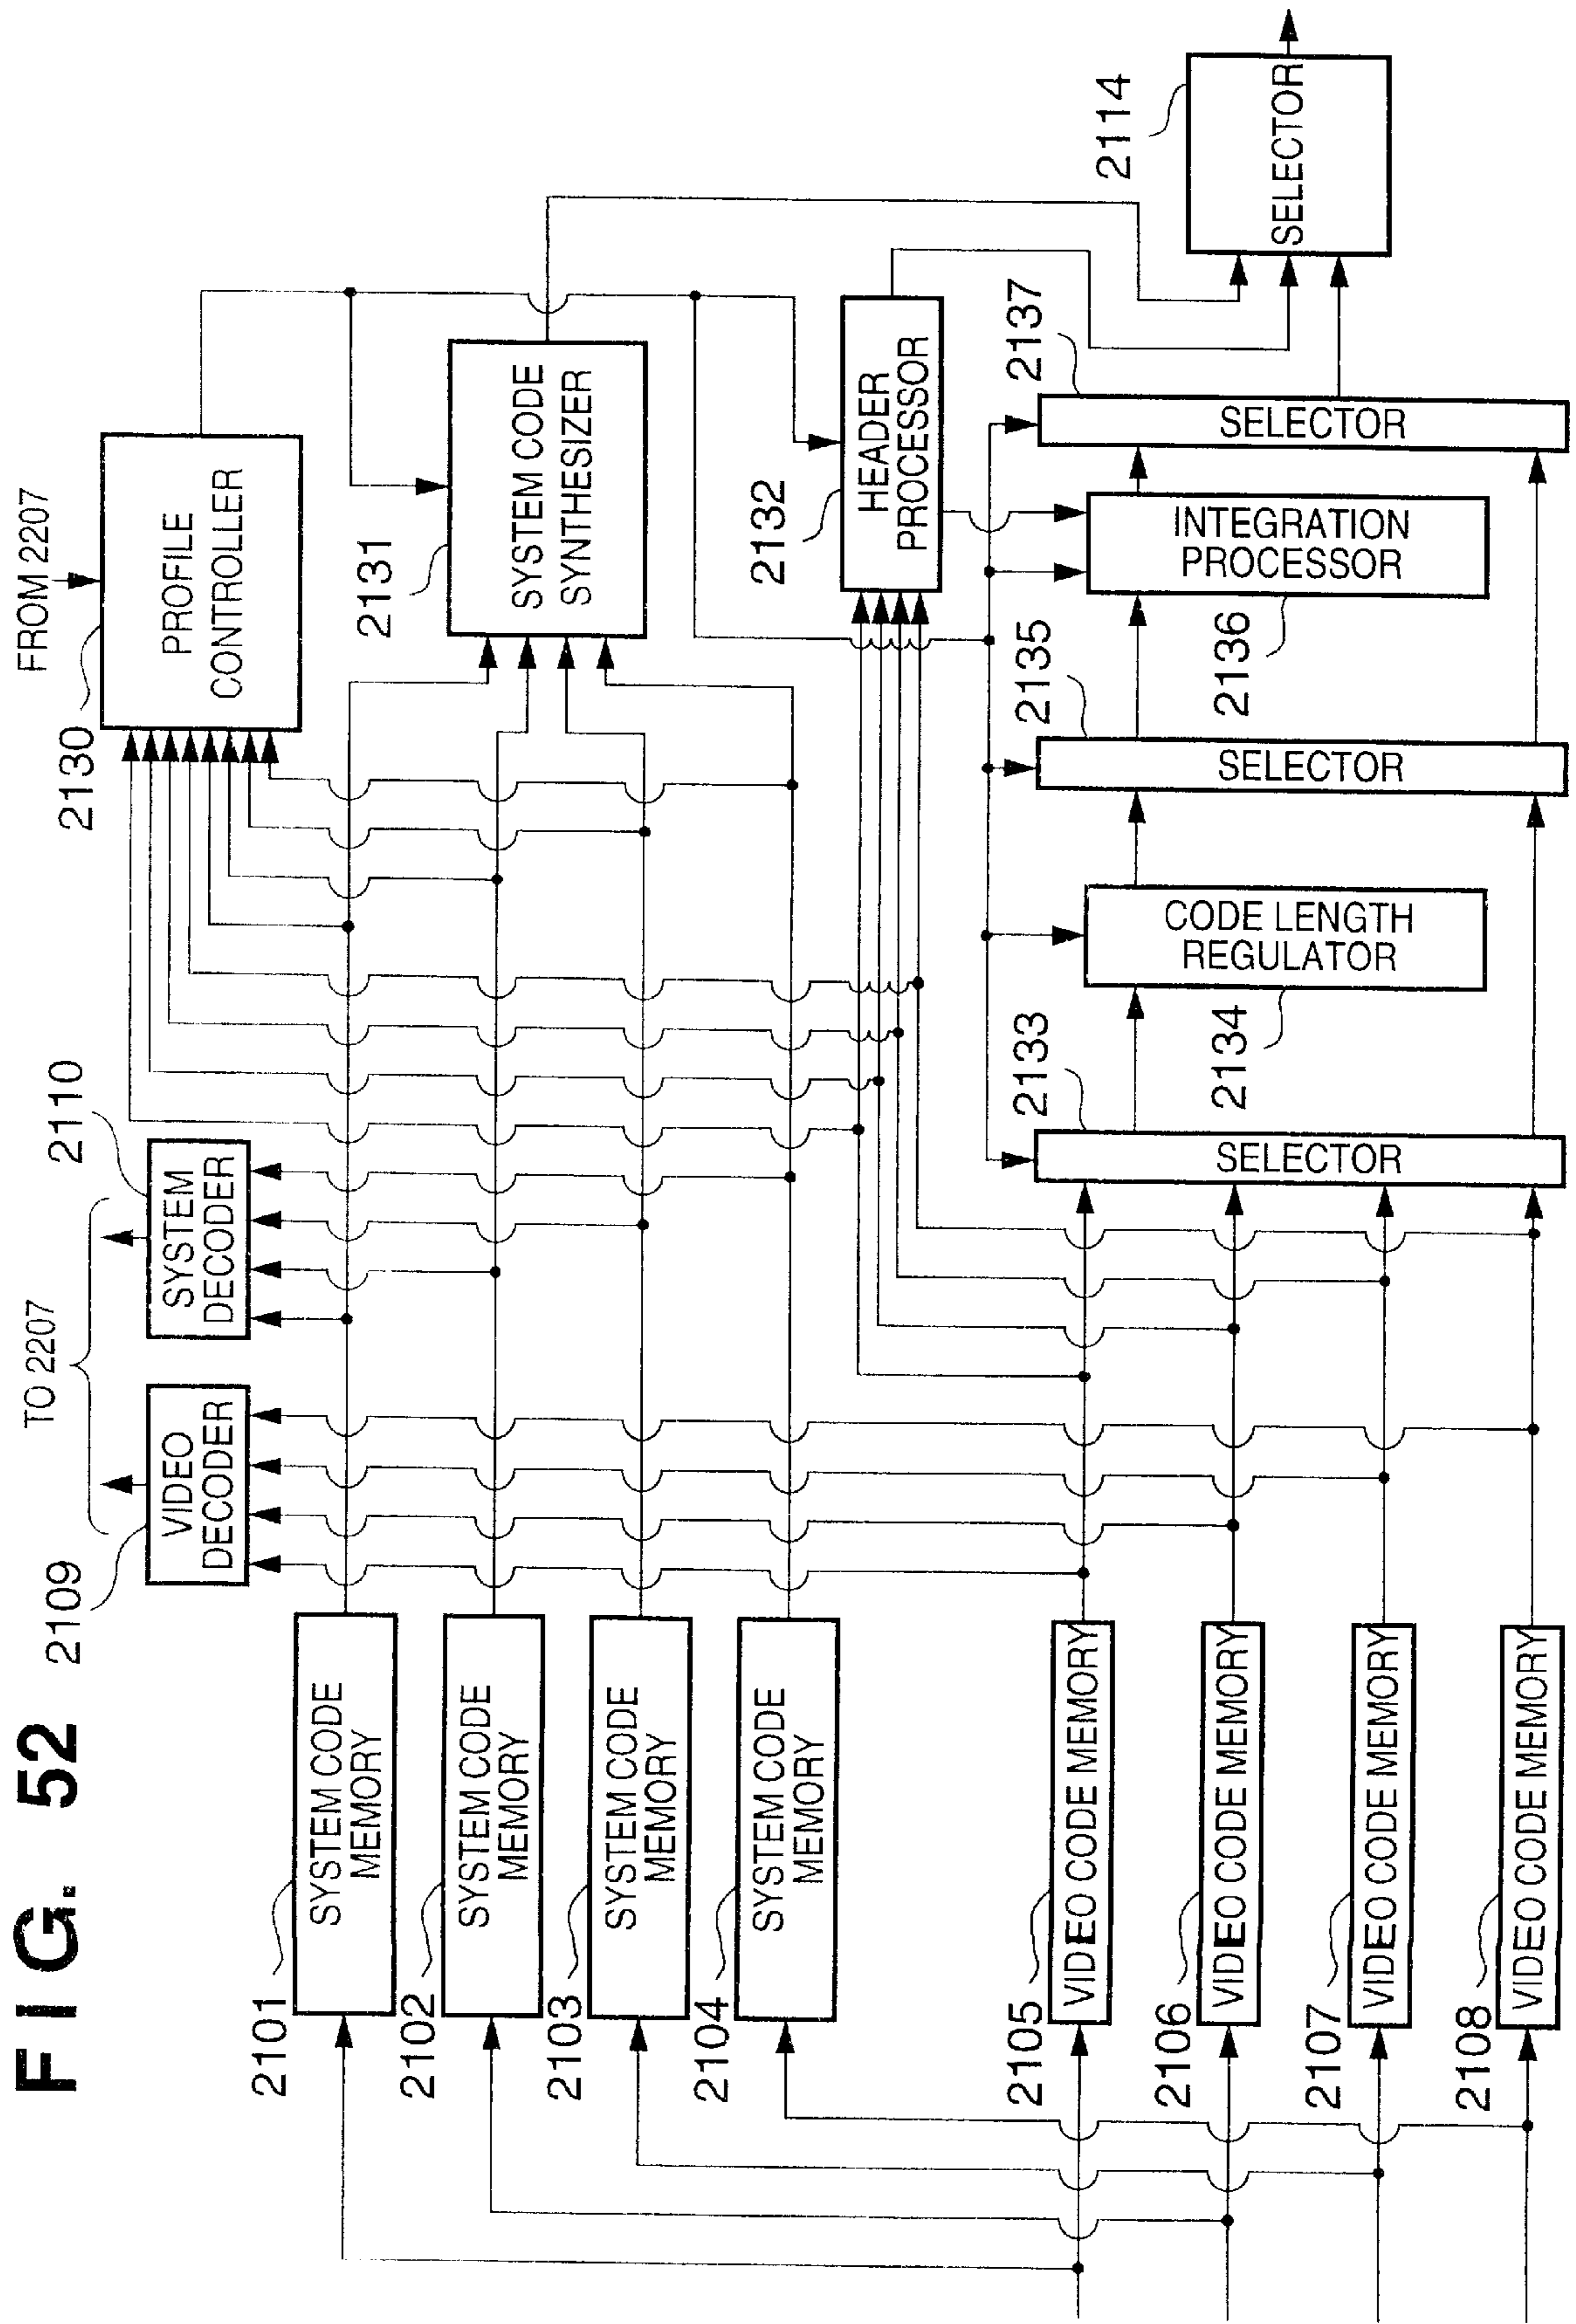 FIG. 52
TO 2207
FROM 2207
2109
VIDEO
DECODER
2110
SYSTEM
DECODER
2130
PROFILE
CONTROLLER
2101
SYSTEM CODE
MEMORY
2102
SYSTEM CODE
MEMORY
2103
SYSTEM CODE
MEMORY
2104
SYSTEM CODE
MEMORY
2131
SYSTEM CODE
SYNTHESIZER
2132
HEADER
PROCESSOR
2105
VIDEO CODE MEMORY
2106
VIDEO CODE MEMORY
2107
VIDEO CODE MEMORY
2108
VIDEO CODE MEMORY
2133
SELECTOR
2134
CODE LENGTH
REGULATOR
2135
SELECTOR
2136
INTEGRATION
PROCESSOR
2137
SELECTOR
2114
SELECTOR